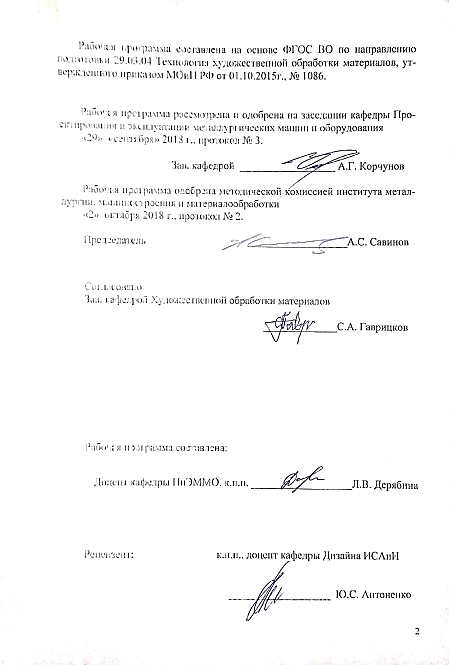 Рабочая программа составлена на основе ФГОС ВО по направлению
подготовки 29.03.04 Технология художественной обработки материалов, ут-
вержденного приказом МОиН РФ от 01.10.2015г., № 1086.
Рабочая программа рассмотрена и одобрена на заседании кафедры Про-
ектирования и эксплуатации металлургических машин и оборудования
«29» сентября» 2018 г., протокол № 3.
Зав. кафедрой А.Г. Корчунов
Рабочая программа одобрена методической комиссией института метал-
лургии, машиностроения и материалообработки
«2» октября 2018 г., протокол № 2.
Председатель А.С. Савинов
Согласовано
Зав. кафедрой Художественной обработки материалов
С.А. Гаврицков
Рабочая программа составлена:
Доцент кафедры ПиЭММО, к.п.н. Л.В. Дерябина
Рецензент: к.п.н., доцент кафедры Дизайна ИСАиИ
Ю.С. Антоненко
2